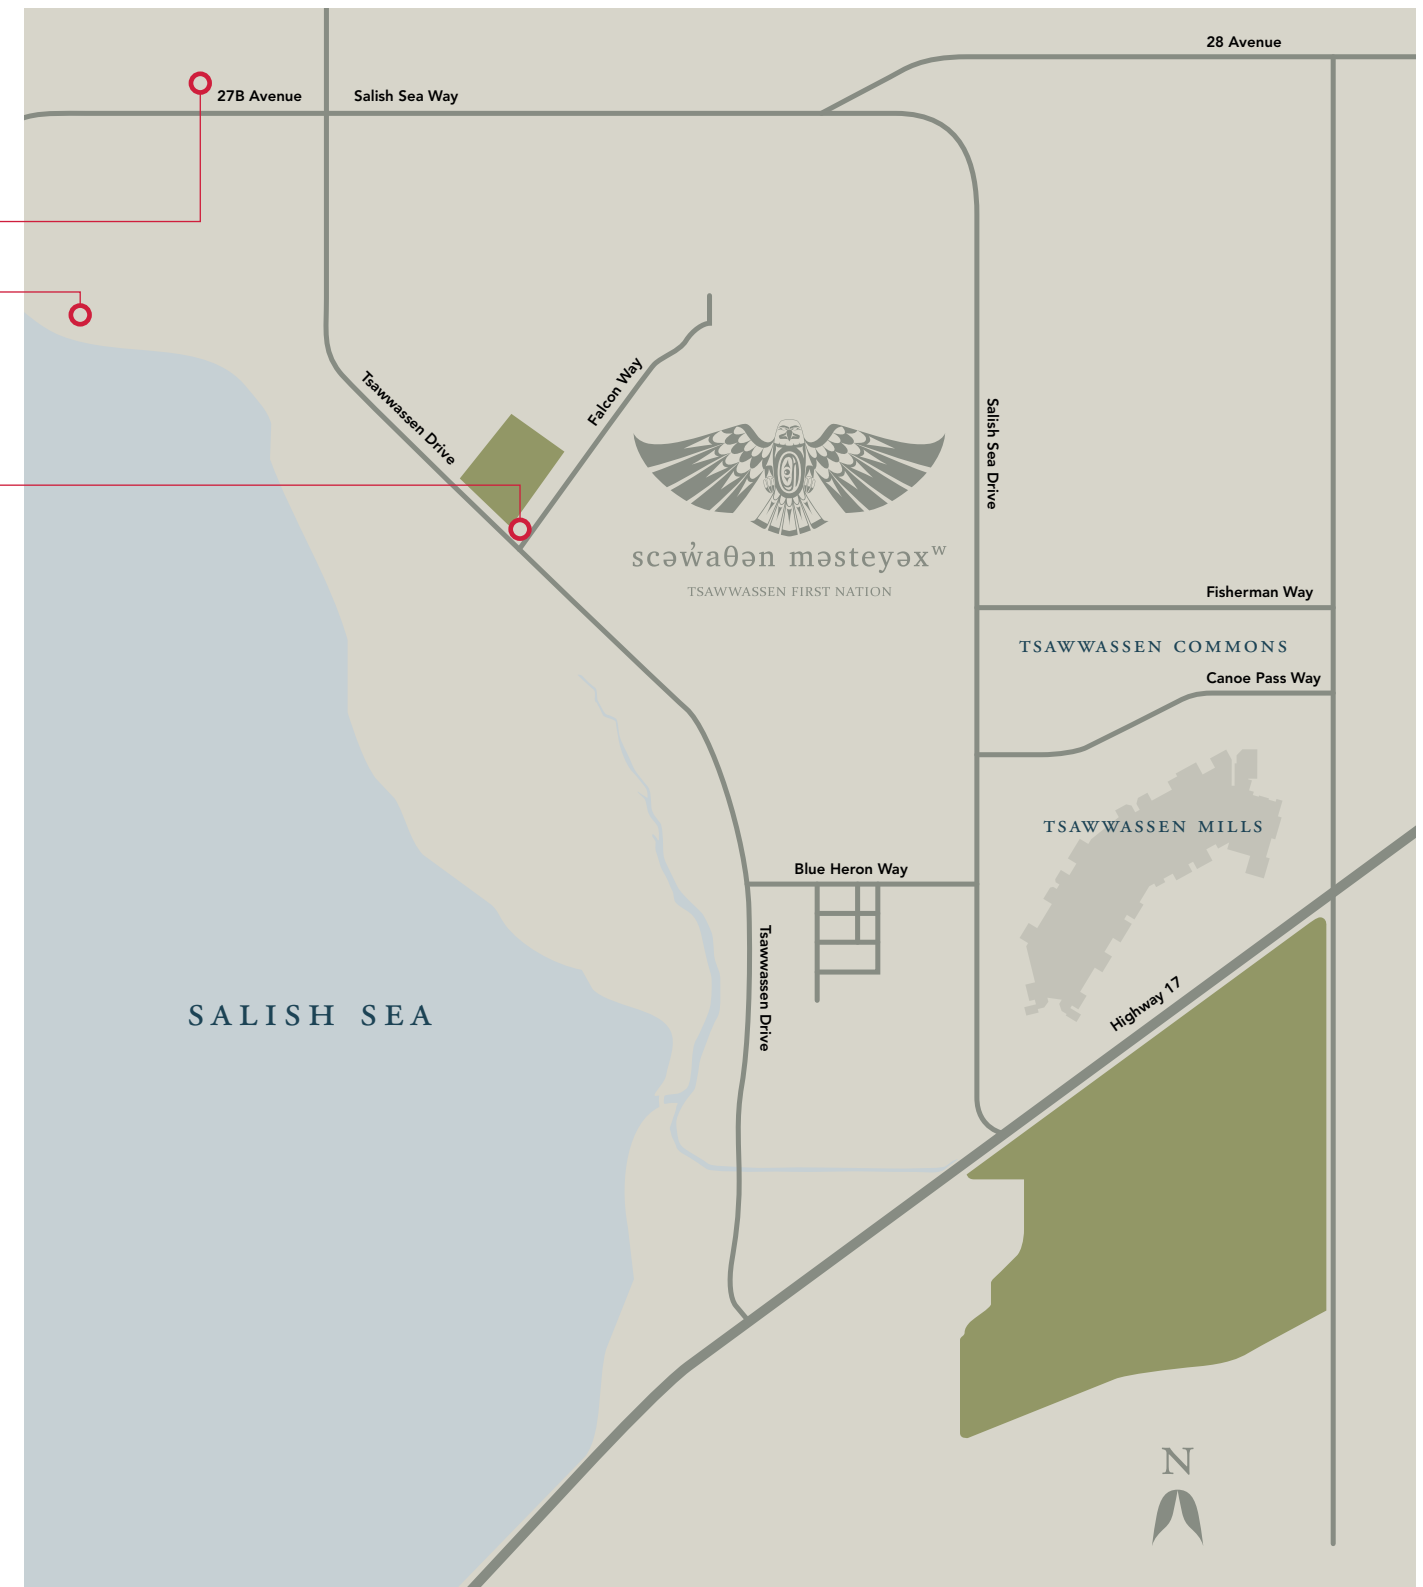 28 Avenue
27B Avenue
Salish Sea Way
Tsawwassen Drive
Falcon Way
Salish Sea Drive
scəw̓aθən məsteyəxʷ
TSAWWASSEN FIRST NATION
Fisherman Way
TSAWWASSEN COMMONS
Canoe Pass Way
TSAWWASSEN MILLS
Blue Heron Way
Tsawwassen Drive
Highway 17
SALISH SEA
N